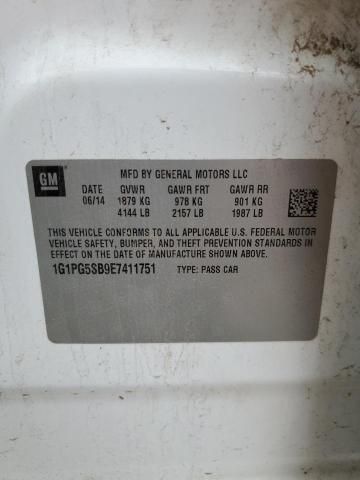 GM
MFD BY GENERAL MOTORS LLC
DATE GVWR GAWR FRT GAWR RR
06/14 1879 KG 978 KG 901 KG
4144 LB 2157 LB 1987 LB
THIS VEHICLE CONFORMS TO ALL APPLICABLE U.S. FEDERAL MOTOR
VEHICLE SAFETY, BUMPER, AND THEFT PREVENTION STANDARDS
IN EFFECT ON THE DATE OF MANUFACTURE SHOWN ABOVE.
1G1PG5SB9E7411751 TYPE: PASS CAR